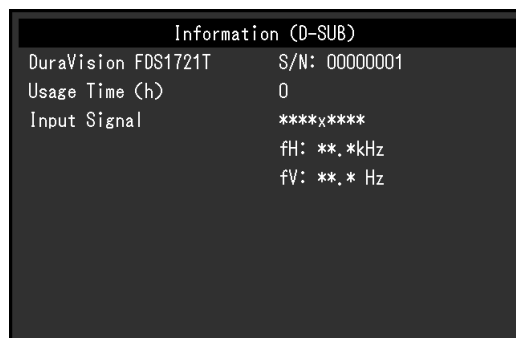 Information (D-SUB)
DuraVision FDS1721T S/N: 00000001
Usage Time (h) 0
Input Signal ****x****
fH: **.*kHz
fV: **.* Hz